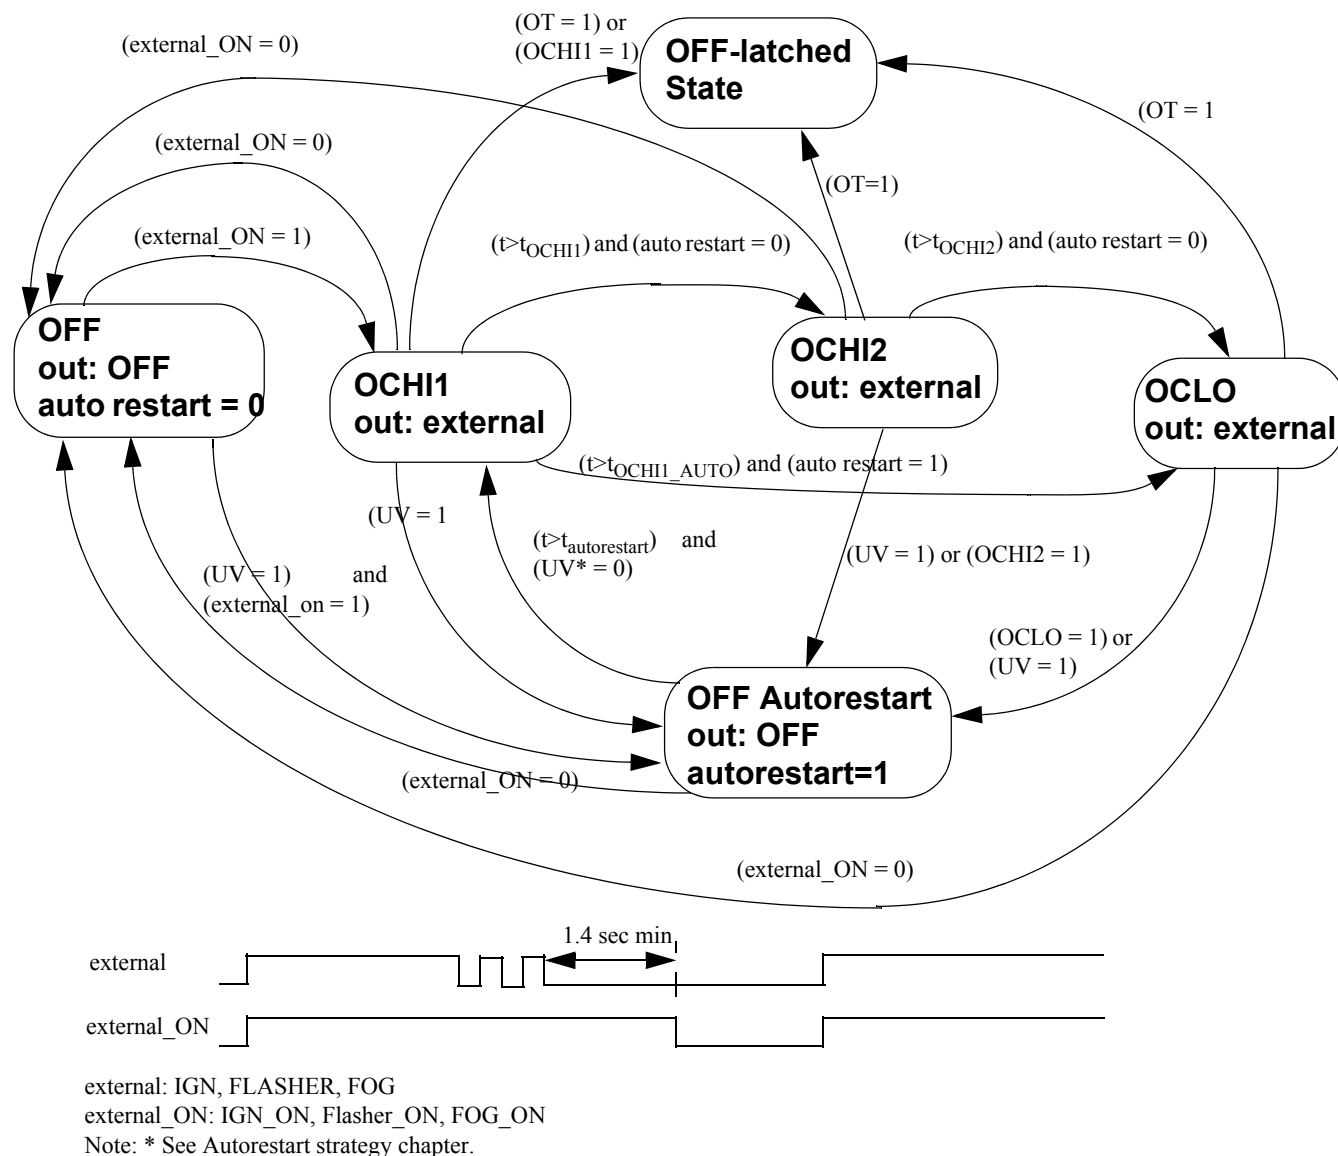 (OT = 1) or
(OCHI1 = 1)
(external_ON = 0)
OFF-latched
State
(OT = 1
(external_ON = 0)
(OT=1)
(external_ON = 1)
(t>tOCHI1) and (auto restart = 0)
(t>tOCHI2) and (auto restart = 0)
OFF
out: OFF
auto restart = 0
OCHI1
out: external
OCHI2
out: external
OCLO
out: external
(t>tOCHI1_AUTO) and (auto restart = 1)
(UV = 1
(t>tautorestart) and
(UV* = 0)
(UV = 1) or (OCHI2 = 1)
(UV = 1) and
(external_on = 1)
(OCLO = 1) or
(UV = 1)
OFF Autorestart
out: OFF
autorestart=1
(external_ON = 0)
(external_ON = 0)
1.4 sec min
external
external_ON
external: IGN, FLASHER, FOG
external_ON: IGN_ON, Flasher_ON, FOG_ON
Note: * See Autorestart strategy chapter.